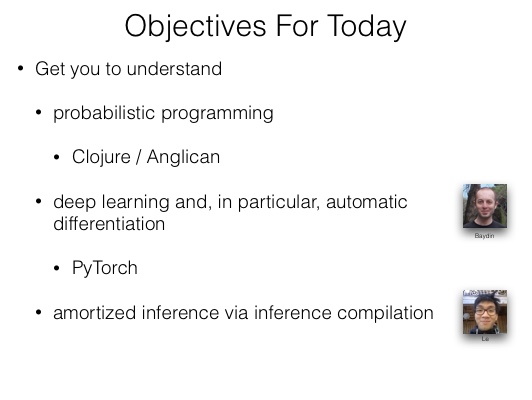 Objectives For Today
• Get you to understand
• probabilistic programming
• Clojure / Anglican
• deep learning and, in particular, automatic
differentiation
• PyTorch
• amortized inference via inference compilation
Baydin
Le